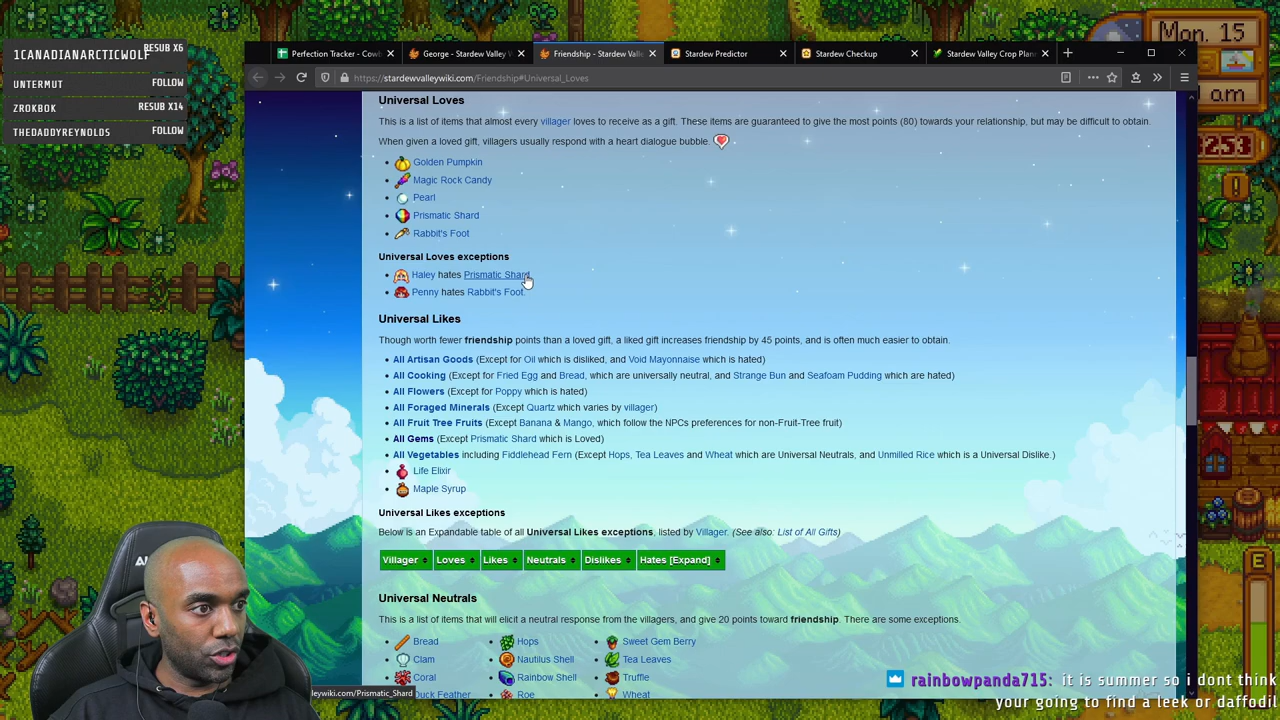 1CANADIANARCTICWOLF RESUB X6
UNTERMUT FOLLOW
ZROKBOK RESUB X14
THEDADDYREYNOLDS FOLLOW
Perfection Tracker - Cowb
George - Stardew Valley W
Friendship - Stardew Valle
Stardew Predictor
Stardew Checkup
Stardew Valley Crop Plan
https://stardewvalleywiki.com/Friendship#Universal_Loves
Mon. 15
am
253
Universal Loves
This is a list of items that almost every villager loves to receive as a gift. These items are guaranteed to give the most points (80) towards your relationship, but may be difficult to obtain.
When given a loved gift, villagers usually respond with a heart dialogue bubble.
Golden Pumpkin
Magic Rock Candy
Pearl
Prismatic Shard
Rabbit's Foot
Universal Loves exceptions
Haley hates Prismatic Shard.
Penny hates Rabbit's Foot.
Universal Likes
Though worth fewer friendship points than a loved gift, a liked gift increases friendship by 45 points, and is often much easier to obtain.
All Artisan Goods (Except for Oil which is disliked, and Void Mayonnaise which is hated)
All Cooking (Except for Fried Egg and Bread, which are universally neutral, and Strange Bun and Seafoam Pudding which are hated)
All Flowers (Except for Poppy which is hated)
All Foraged Minerals (Except Quartz which varies by villager)
All Fruit Tree Fruits (Except Banana & Mango, which follow the NPCs preferences for non-Fruit-Tree fruit)
All Gems (Except Prismatic Shard which is Loved)
All Vegetables including Fiddlehead Fern (Except Hops, Tea Leaves and Wheat which are Universal Neutrals, and Unmilled Rice which is a Universal Dislike.)
Life Elixir
Maple Syrup
Universal Likes exceptions
Below is an Expandable table of all Universal Likes exceptions, listed by Villager. (See also: List of All Gifts)
Villager Loves Likes Neutrals Dislikes Hates [Expand]
Universal Neutrals
This is a list of items that will elicit a neutral response from the villagers, and give 20 points toward friendship. There are some exceptions.
Bread Hops Sweet Gem Berry
Clam Nautilus Shell Tea Leaves
Coral Rainbow Shell Truffle
Duck Feather Roe Wheat
leywiki.com/Prismatic_Shard
E
rainbowpanda715: it is summer so i dont think
your going to find a leek or daffodil